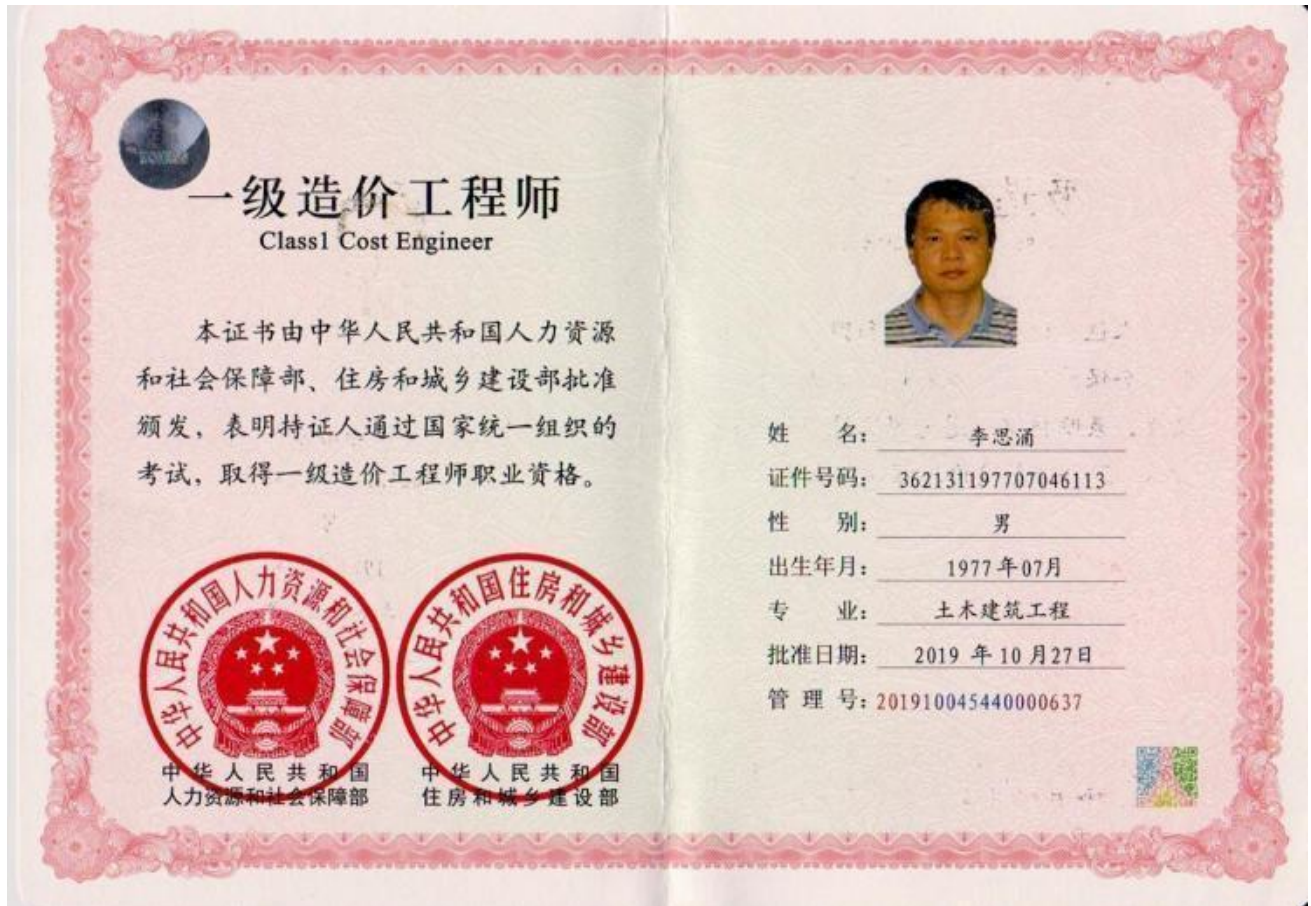 一级造价工程师
Class1 Cost Engineer
本证书由中华人民共和国人力资源
和社会保障部、住房和城乡建设部批准
颁发，表明持证人通过国家统一组织的
考试，取得一级造价工程师职业资格。
中华人民共和国人力资源和社会保障部
中华人民共和国住房和城乡建设部
中华人民共和国
人力资源和社会保障部
中华人民共和国
住房和城乡建设部
姓 名：李思涌
证件号码：362131197707046113
性 别：男
出生年月：1977年07月
专 业：土木建筑工程
批准日期：2019 年 10 月27日
管 理 号：201910045440000637